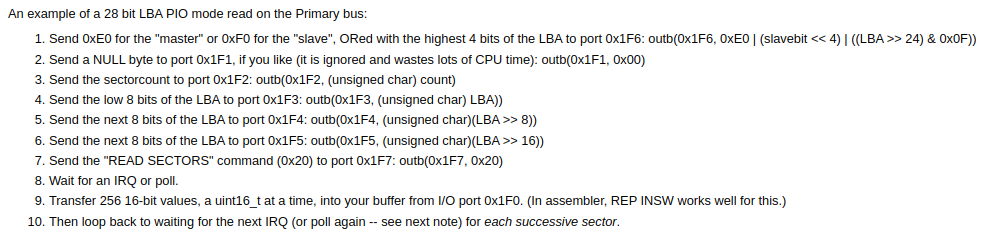 An example of a 28 bit LBA PIO mode read on the Primary bus:
1. Send 0xE0 for the "master" or 0xF0 for the "slave", ORed with the highest 4 bits of the LBA to port 0x1F6: outb(0x1F6, 0xE0 | (slavebit << 4) | ((LBA >> 24) & 0x0F))
2. Send a NULL byte to port 0x1F1, if you like (it is ignored and wastes lots of CPU time): outb(0x1F1, 0x00)
3. Send the sectorcount to port 0x1F2: outb(0x1F2, (unsigned char) count)
4. Send the low 8 bits of the LBA to port 0x1F3: outb(0x1F3, (unsigned char) LBA))
5. Send the next 8 bits of the LBA to port 0x1F4: outb(0x1F4, (unsigned char)(LBA >> 8))
6. Send the next 8 bits of the LBA to port 0x1F5: outb(0x1F5, (unsigned char)(LBA >> 16))
7. Send the "READ SECTORS" command (0x20) to port 0x1F7: outb(0x1F7, 0x20)
8. Wait for an IRQ or poll.
9. Transfer 256 16-bit values, a uint16_t at a time, into your buffer from I/O port 0x1F0. (In assembler, REP INSW works well for this.)
10. Then loop back to waiting for the next IRQ (or poll again -- see next note) for each successive sector.